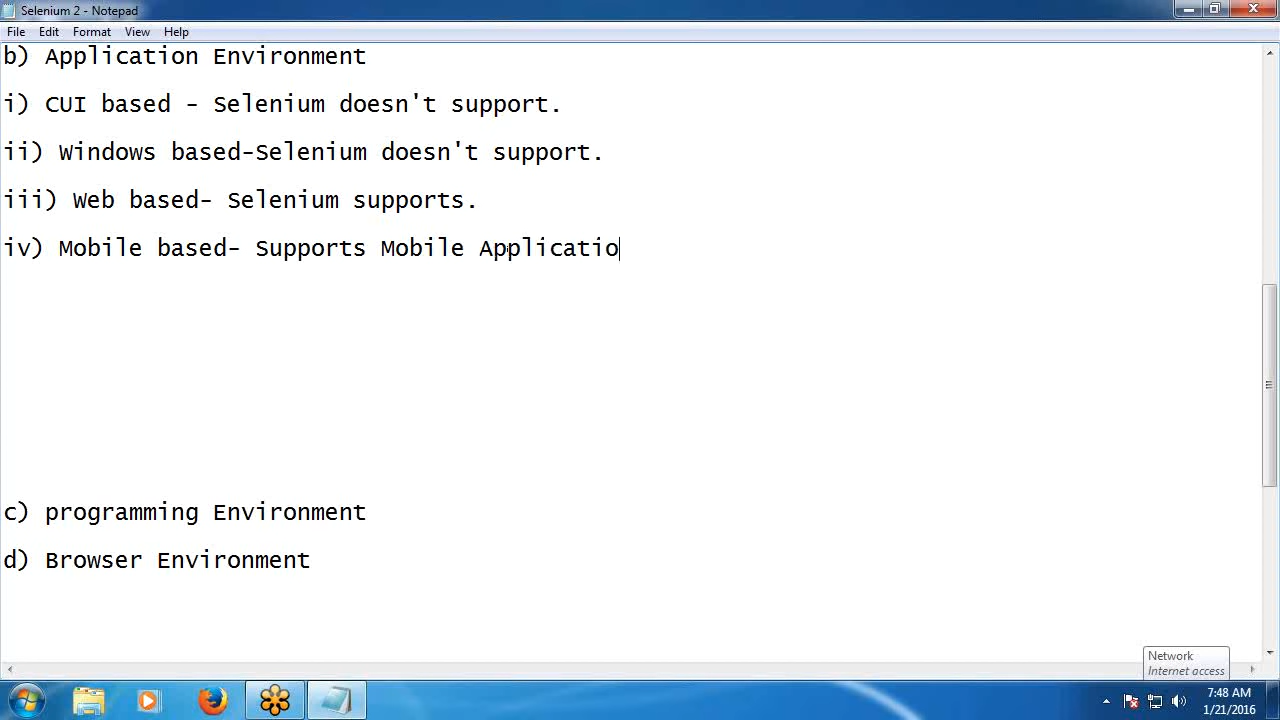 Selenium 2 - Notepad
File Edit Format View Help
b) Application Environment
i) CUI based - Selenium doesn't support.
ii) Windows based-Selenium doesn't support.
iii) Web based- Selenium supports.
iv) Mobile based- Supports Mobile Applicatio
c) programming Environment
d) Browser Environment
Network
Internet access
7:48 AM
1/21/2016